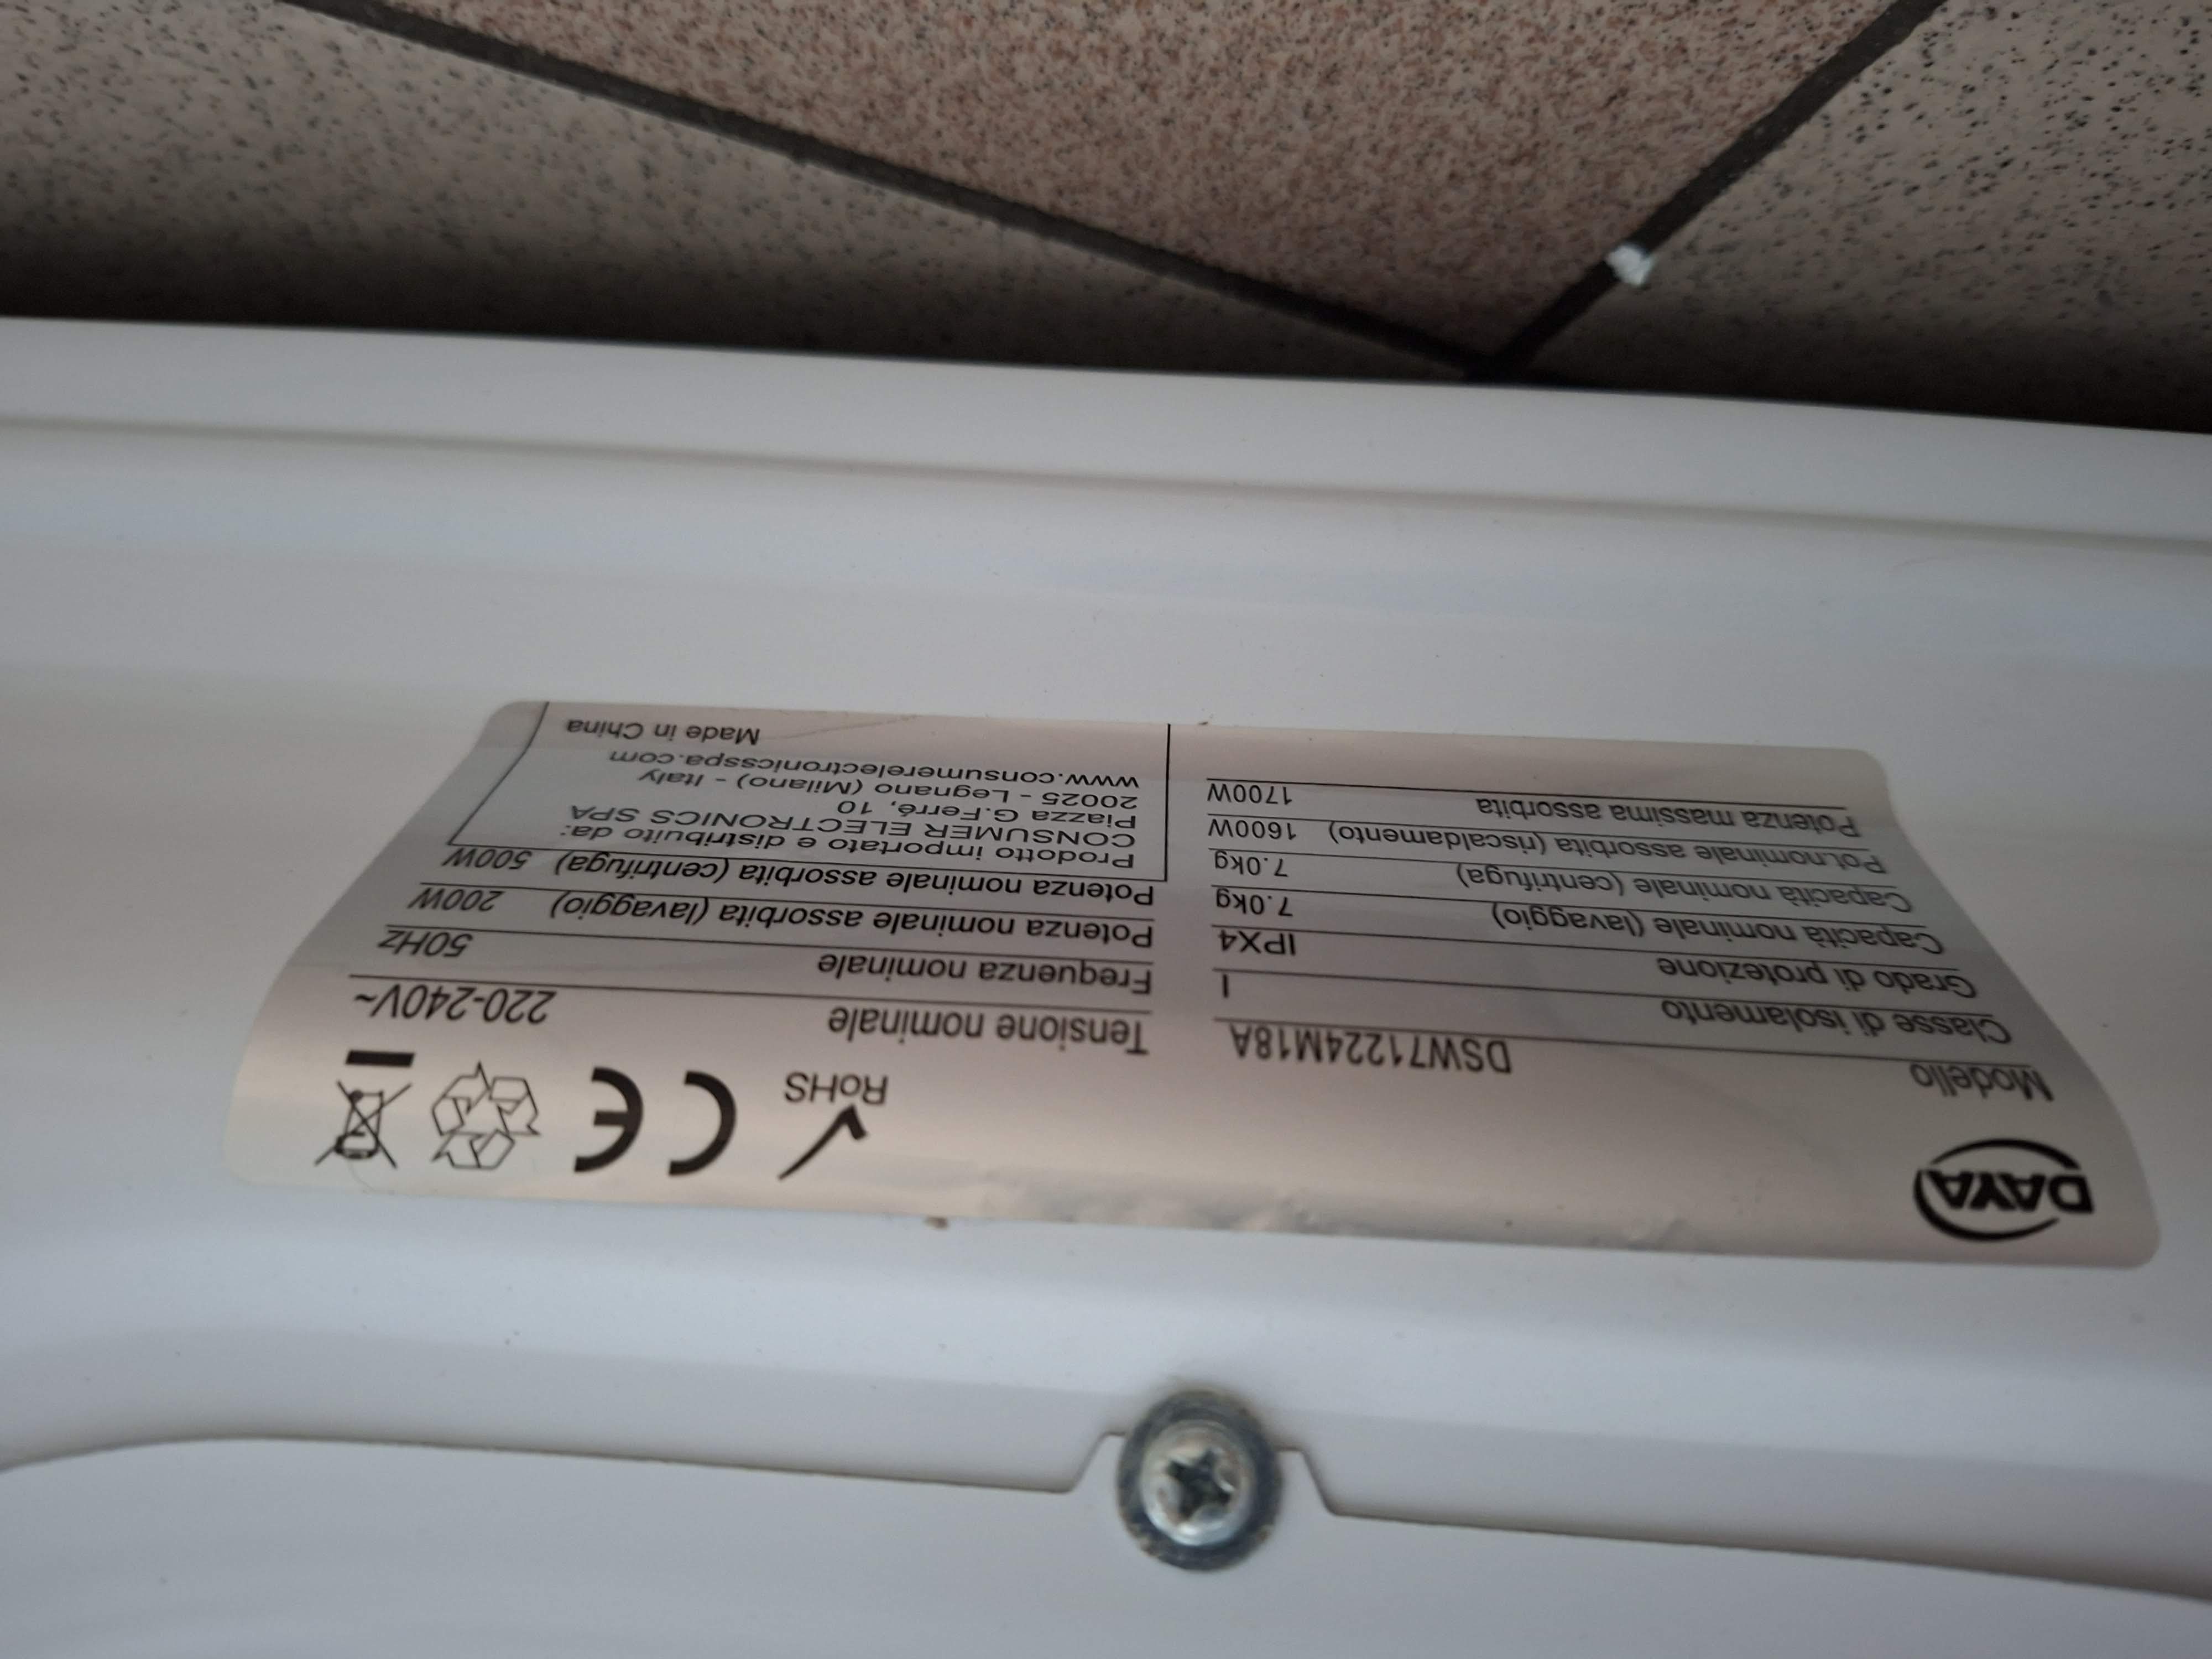 DAYA
RoHS
CE
Modello DSW71224M18A
Classe di isolamento I
Grado di protezione IPX4
Capacità nominale (lavaggio) 7.0kg
Capacità nominale (centrifuga) 7.0kg
Pot.nominale assorbita (riscaldamento) 1600W
Potenza massima assorbita 1700W
Tensione nominale 220-240V~
Frequenza nominale 50Hz
Potenza nominale assorbita (lavaggio) 200W
Potenza nominale assorbita (centrifuga) 500W
Prodotto importato e distribuito da:
CONSUMER ELECTRONICS SPA
Piazza G.Ferré, 10
20025 - Legnano (Milano) - Italy
www.consumerelectronicsspa.com
Made in China